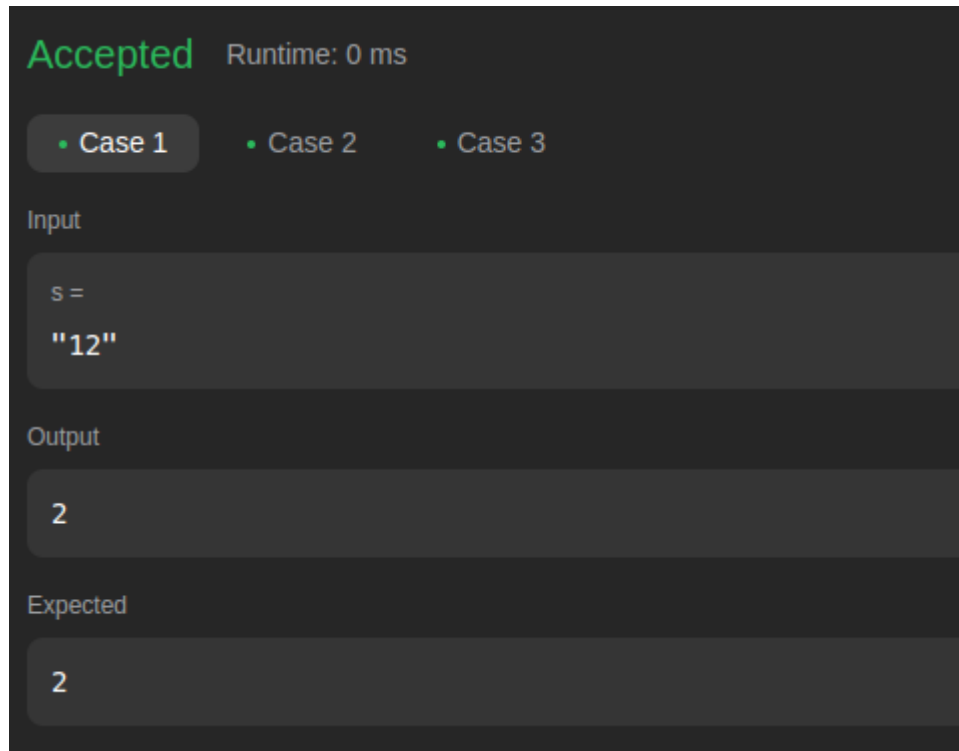 Accepted Runtime: 0 ms
• Case 1 • Case 2 • Case 3
Input
s =
"12"
Output
2
Expected
2